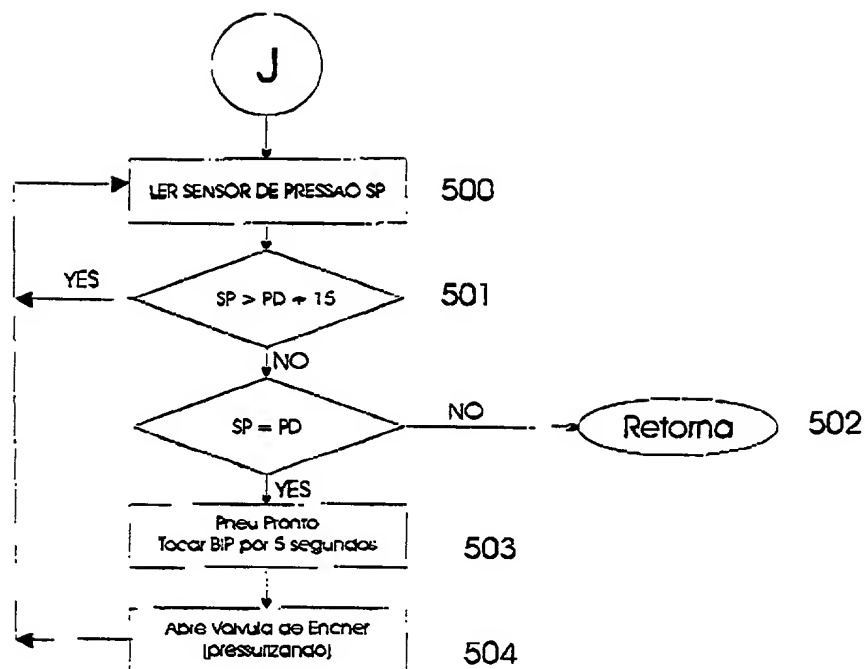 J
LER SENSOR DE PRESSAO SP
500
YES
SP > PD + 15
501
NO
SP = PD
NO
Retorna
502
YES
Pneu Pronto
Tocar BIP por 5 segundos
503
Abre Valvula de Encher
(pressurizando)
504